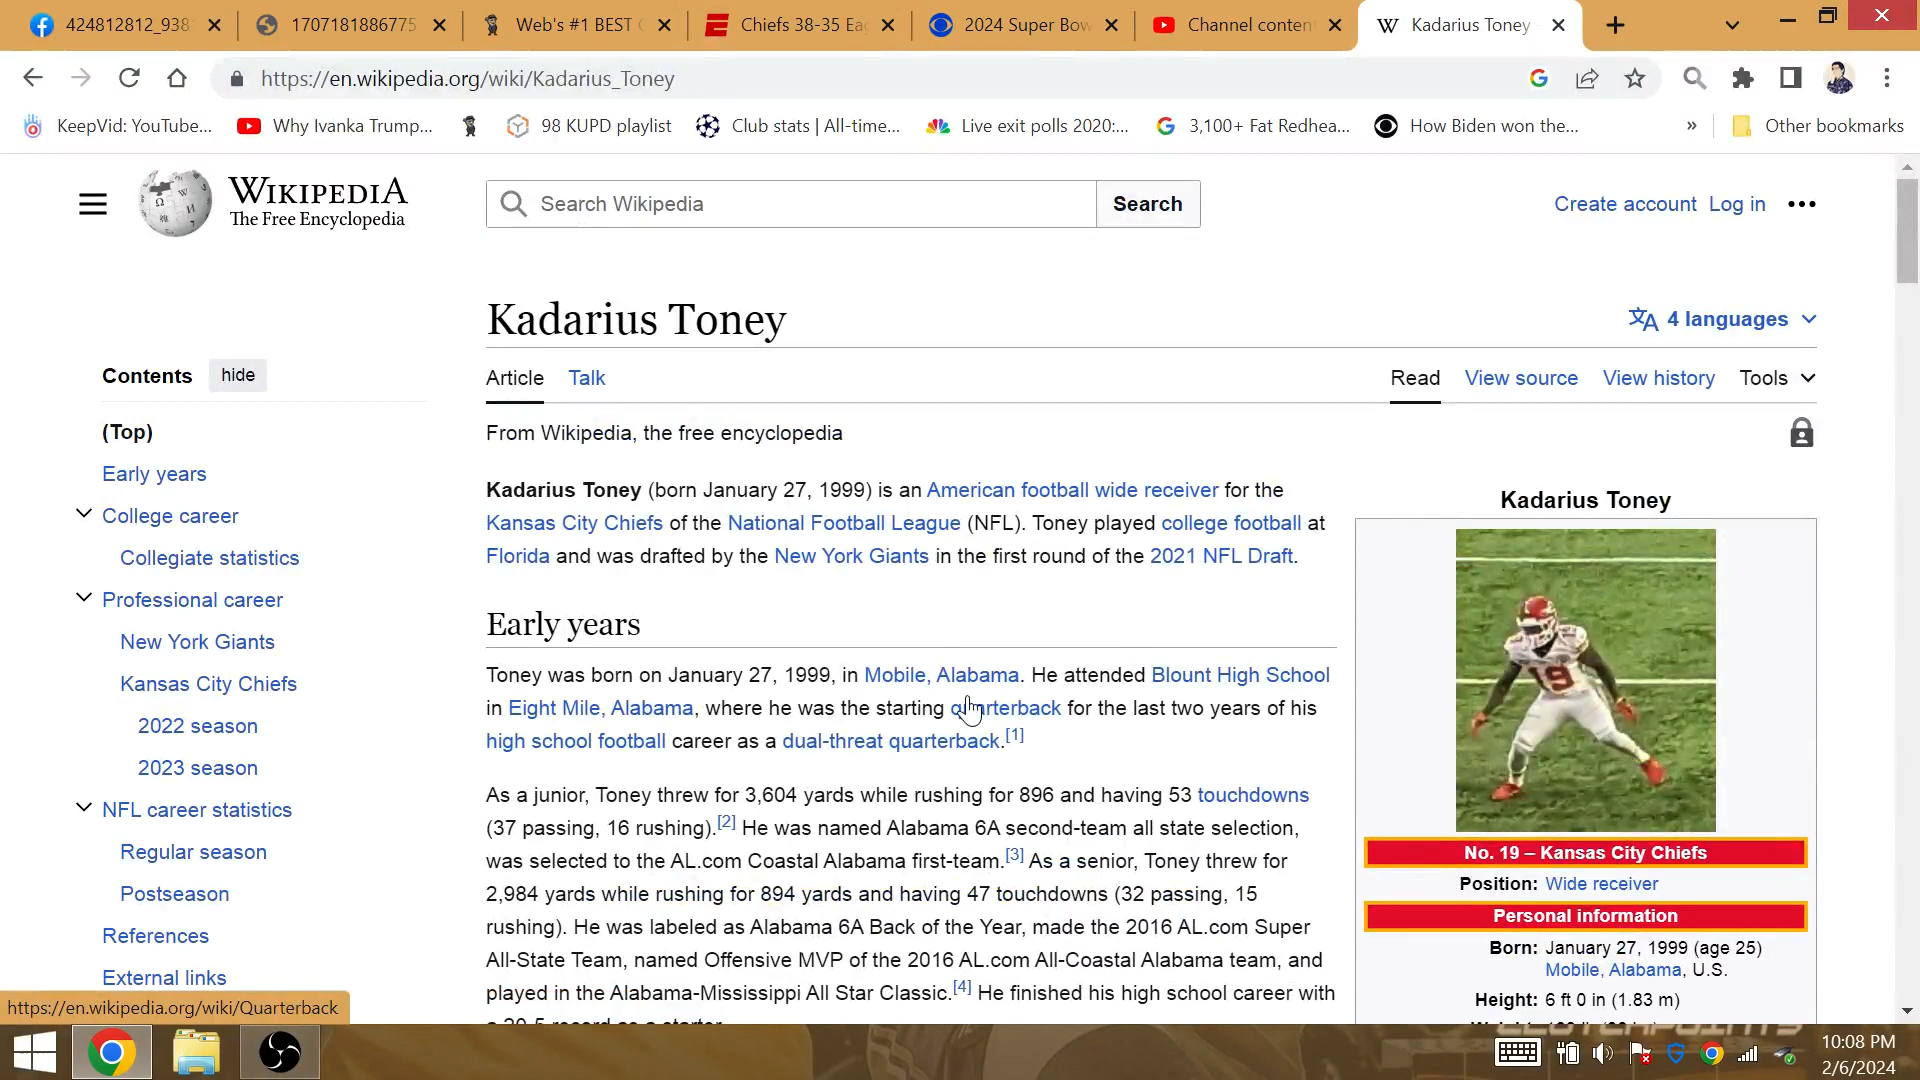 424812812_938
1707181886775
Web's #1 BEST
Chiefs 38-35 Ea
2024 Super Bow
Channel conten
Kadarius Toney
https://en.wikipedia.org/wiki/Kadarius_Toney
KeepVid: YouTube...
Why Ivanka Trump...
98 KUPD playlist
Club stats | All-time...
Live exit polls 2020:...
3,100+ Fat Redhea...
How Biden won the...
»
Other bookmarks
WIKIPEDIA
The Free Encyclopedia
Search Wikipedia
Search
Create account
Log in
Kadarius Toney
4 languages
Contents
hide
(Top)
Early years
College career
Collegiate statistics
Professional career
New York Giants
Kansas City Chiefs
2022 season
2023 season
NFL career statistics
Regular season
Postseason
References
External links
Article
Talk
Read
View source
View history
Tools
From Wikipedia, the free encyclopedia
Kadarius Toney (born January 27, 1999) is an American football wide receiver for the
Kansas City Chiefs of the National Football League (NFL). Toney played college football at
Florida and was drafted by the New York Giants in the first round of the 2021 NFL Draft.
Early years
Toney was born on January 27, 1999, in Mobile, Alabama. He attended Blount High School
in Eight Mile, Alabama, where he was the starting quarterback for the last two years of his
high school football career as a dual-threat quarterback.[1]
As a junior, Toney threw for 3,604 yards while rushing for 896 and having 53 touchdowns
(37 passing, 16 rushing).[2] He was named Alabama 6A second-team all state selection,
was selected to the AL.com Coastal Alabama first-team.[3] As a senior, Toney threw for
2,984 yards while rushing for 894 yards and having 47 touchdowns (32 passing, 15
rushing). He was labeled as Alabama 6A Back of the Year, made the 2016 AL.com Super
All-State Team, named Offensive MVP of the 2016 AL.com All-Coastal Alabama team, and
played in the Alabama-Mississippi All Star Classic.[4] He finished his high school career with
Kadarius Toney
19
No. 19 – Kansas City Chiefs
Position: Wide receiver
Personal information
Born: January 27, 1999 (age 25)
Mobile, Alabama, U.S.
Height: 6 ft 0 in (1.83 m)
https://en.wikipedia.org/wiki/Quarterback
10:08 PM
2/6/2024